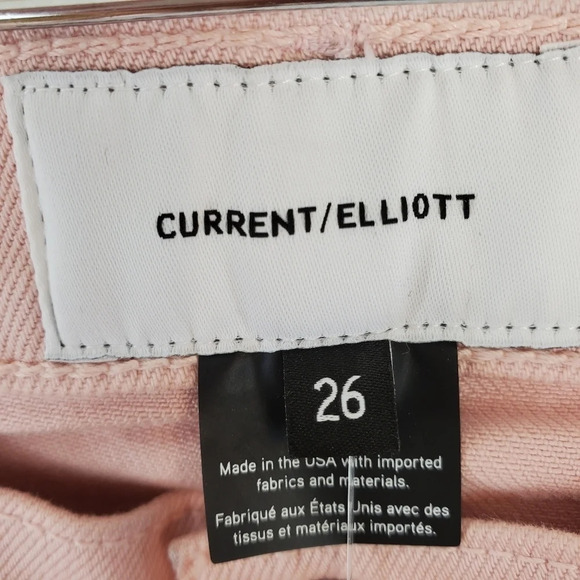 CURRENT/ELLIOTT
26
Made in the USA with imported
fabrics and materials.
Fabriqué aux États Unis avec des
tissus et matériaux importés.